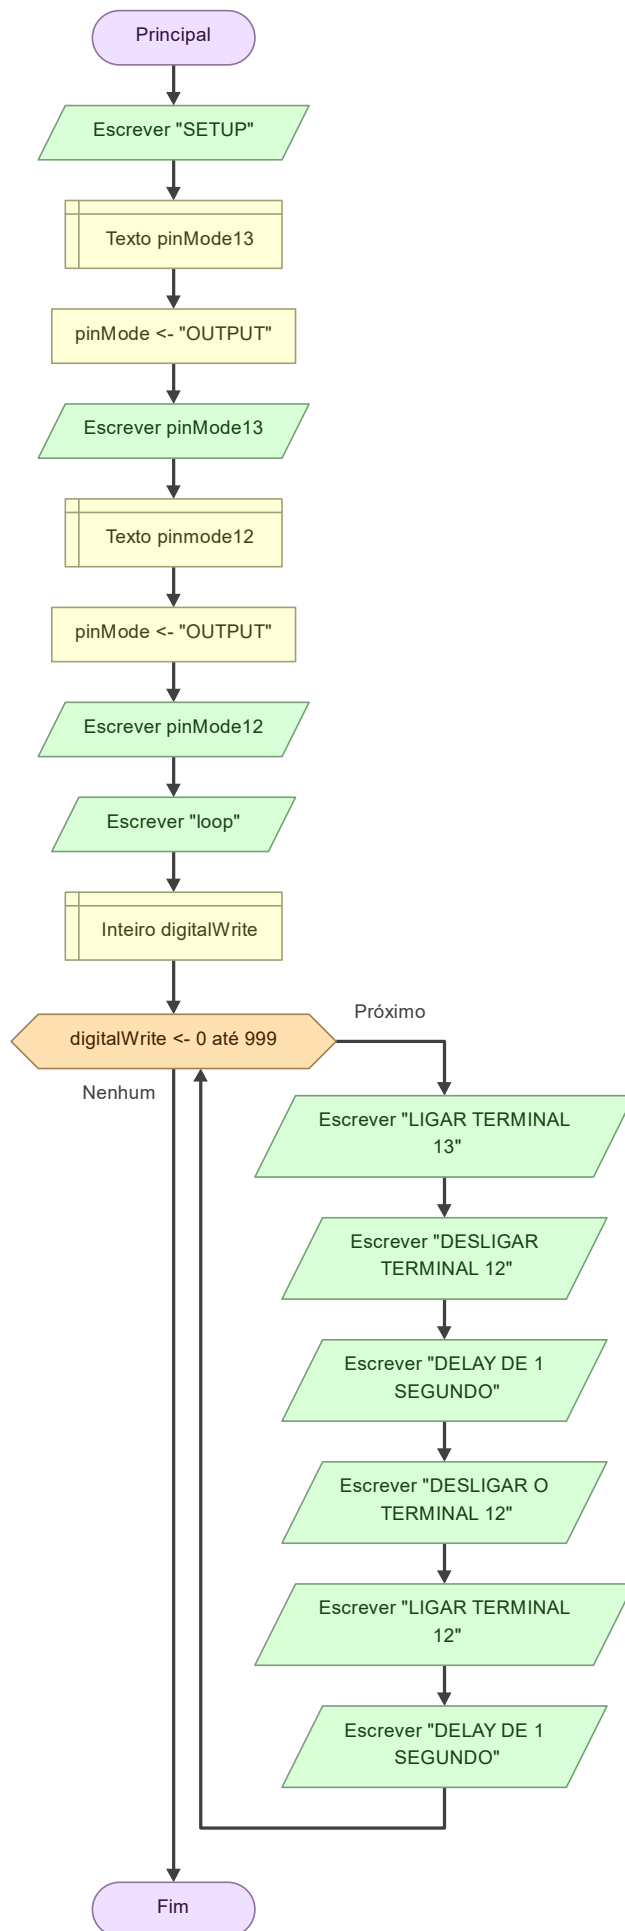 Principal
Escrever "SETUP"
Texto pinMode13
pinMode <- "OUTPUT"
Escrever pinMode13
Texto pinmode12
pinMode <- "OUTPUT"
Escrever pinMode12
Escrever "loop"
Inteiro digitalWrite
digitalWrite <- 0 até 999
Próximo
Nenhum
Escrever "LIGAR TERMINAL
13"
Escrever "DESLIGAR
TERMINAL 12"
Escrever "DELAY DE 1
SEGUNDO"
Escrever "DESLIGAR O
TERMINAL 12"
Escrever "LIGAR TERMINAL
12"
Escrever "DELAY DE 1
SEGUNDO"
Fim